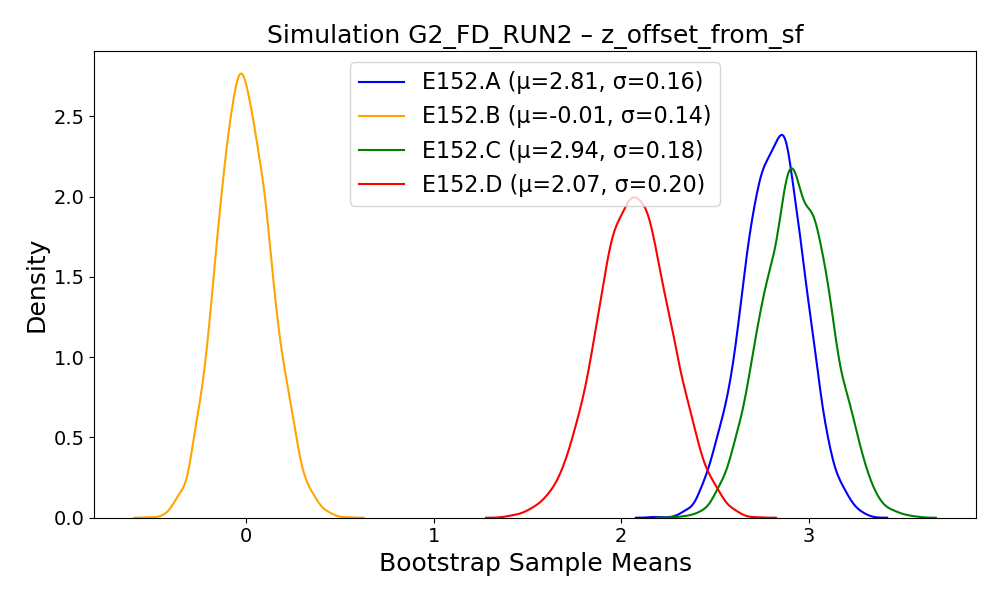 Simulation G2_FD_RUN2 – z_offset_from_sf
E152.A (μ=2.81, σ=0.16)
E152.B (μ=-0.01, σ=0.14)
E152.C (μ=2.94, σ=0.18)
E152.D (μ=2.07, σ=0.20)
Density
2.5
2.0
1.5
1.0
0.5
0.0
0 1 2 3
Bootstrap Sample Means